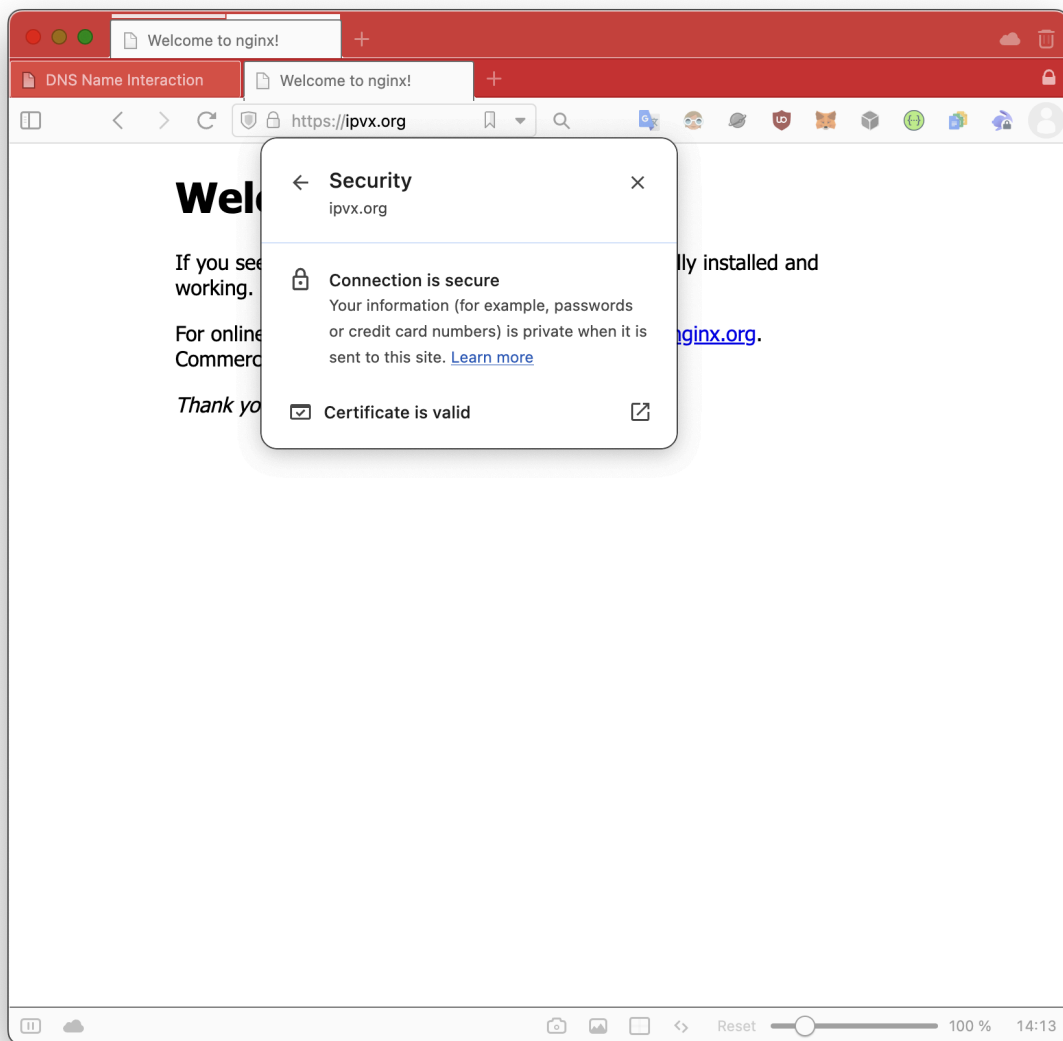 Welcome to nginx!
DNS Name Interaction
Welcome to nginx!
https://ipvx.org
Security
ipvx.org
Connection is secure
Your information (for example, passwords
or credit card numbers) is private when it is
sent to this site. Learn more
Certificate is valid
If you see
lly installed and
working.
For online
nginx.org.
Commerc
Thank yo
Reset
100 %
14:13